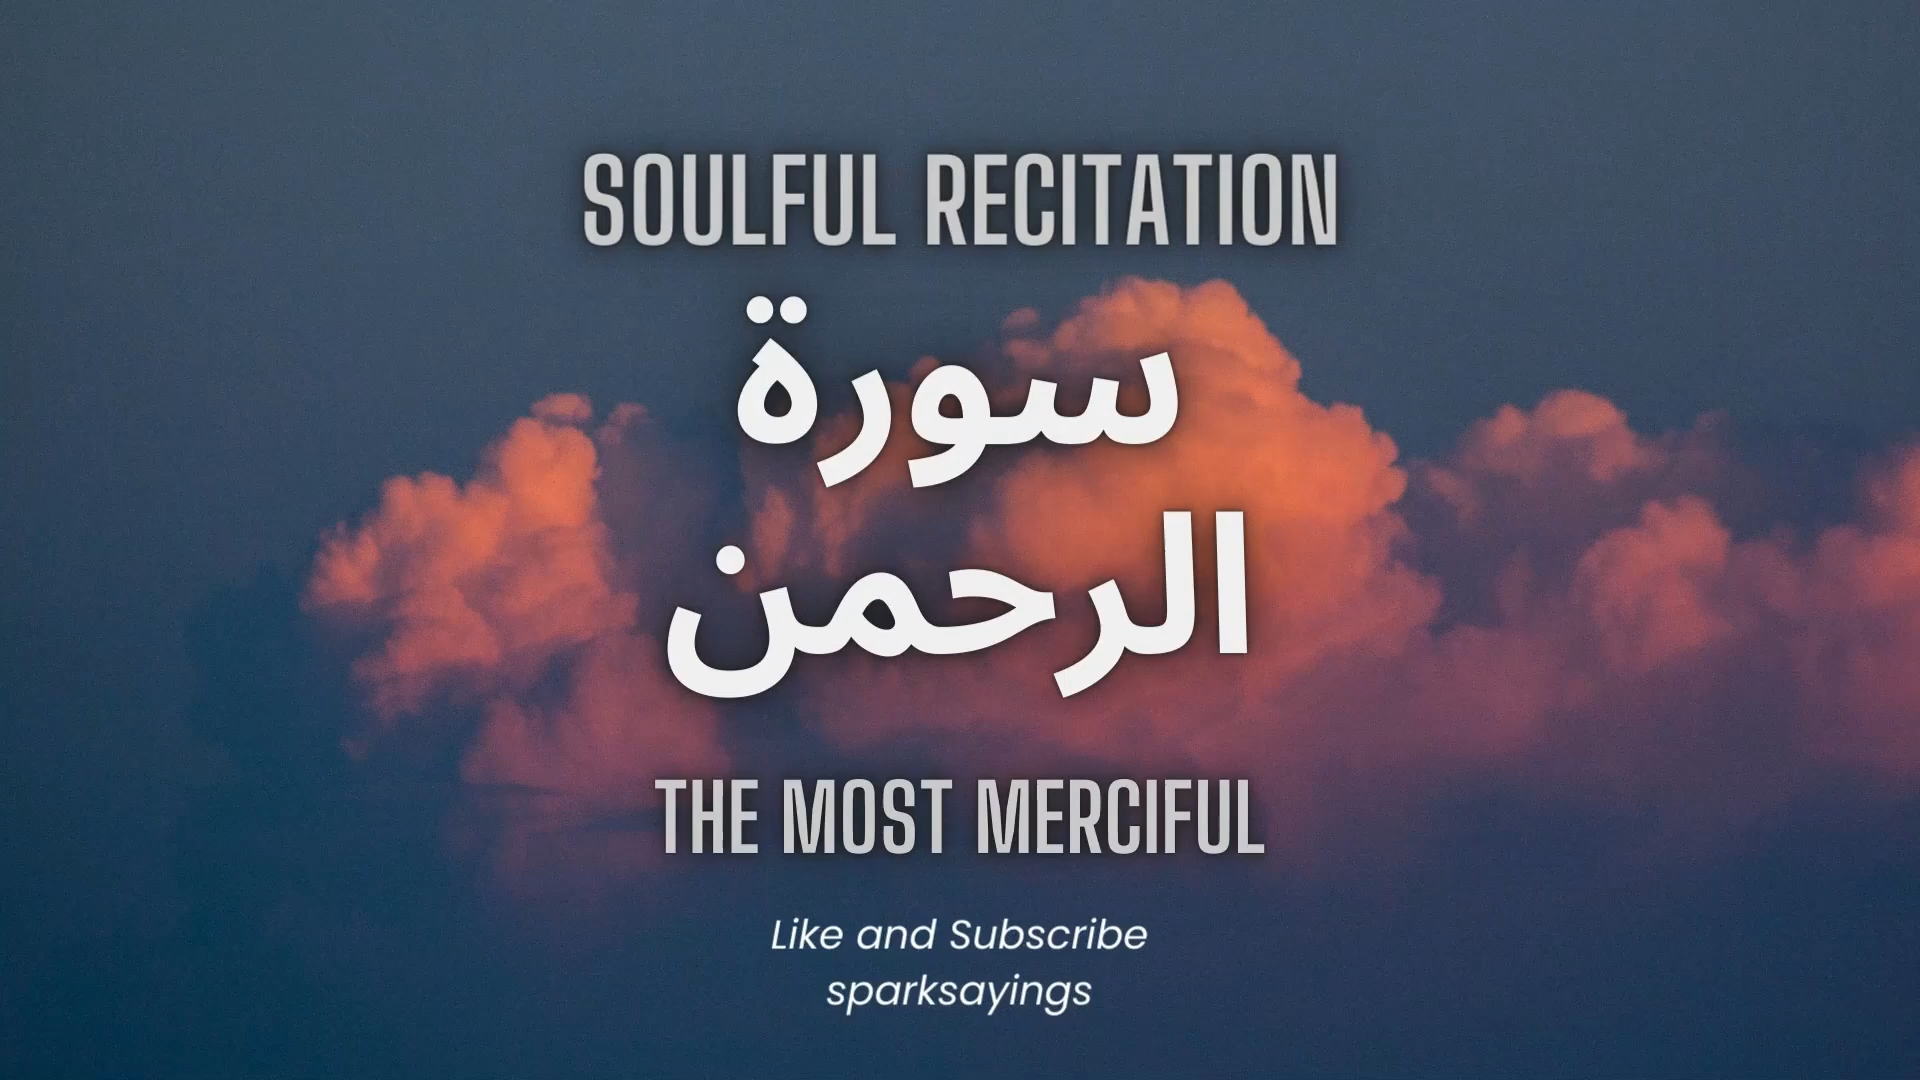 SOULFUL RECITATION
سورة
الرحمن
THE MOST MERCIFUL
Like and Subscribe
sparksayings